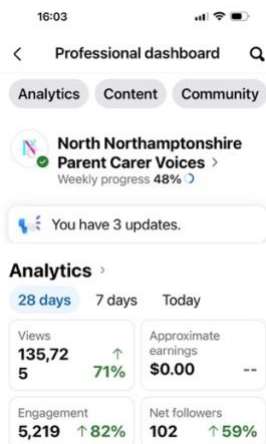 16:03
Professional dashboard
Analytics
Content
Community
North Northamptonshire
Parent Carer Voices >
Weekly progress 48%
You have 3 updates.
Analytics >
28 days
7 days
Today
Views
135,72
5
↑
71%
Approximate
earnings
$0.00
--
Engagement
5,219 ↑82%
Net followers
102 ↑59%